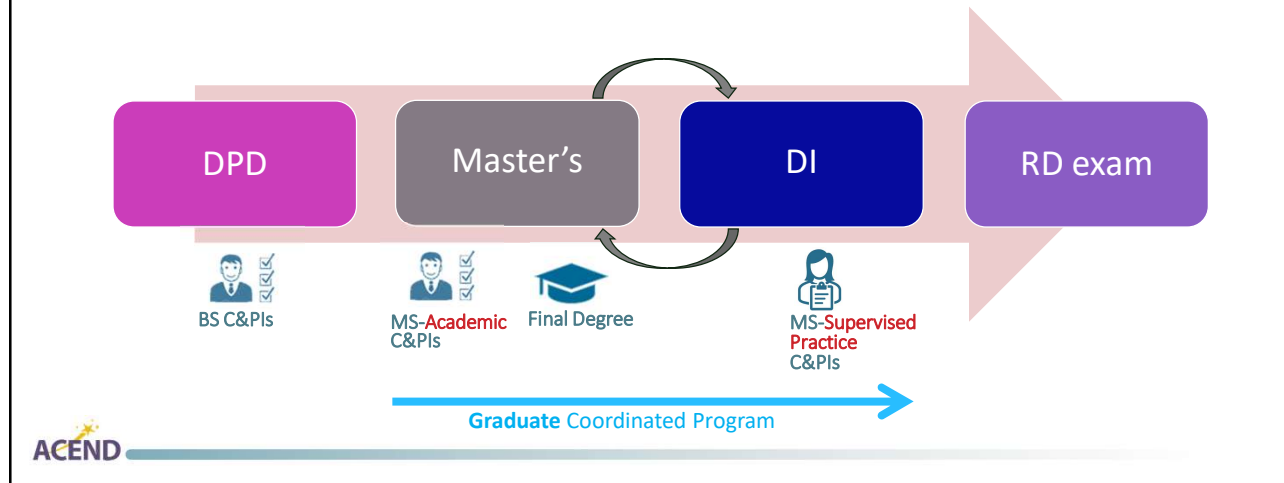 DPD
Master's
DI
RD exam
BS C&PIs
MS-Academic
C&PIs
Final Degree
MS-Supervised
Practice
C&PIs
Graduate Coordinated Program
ACEND